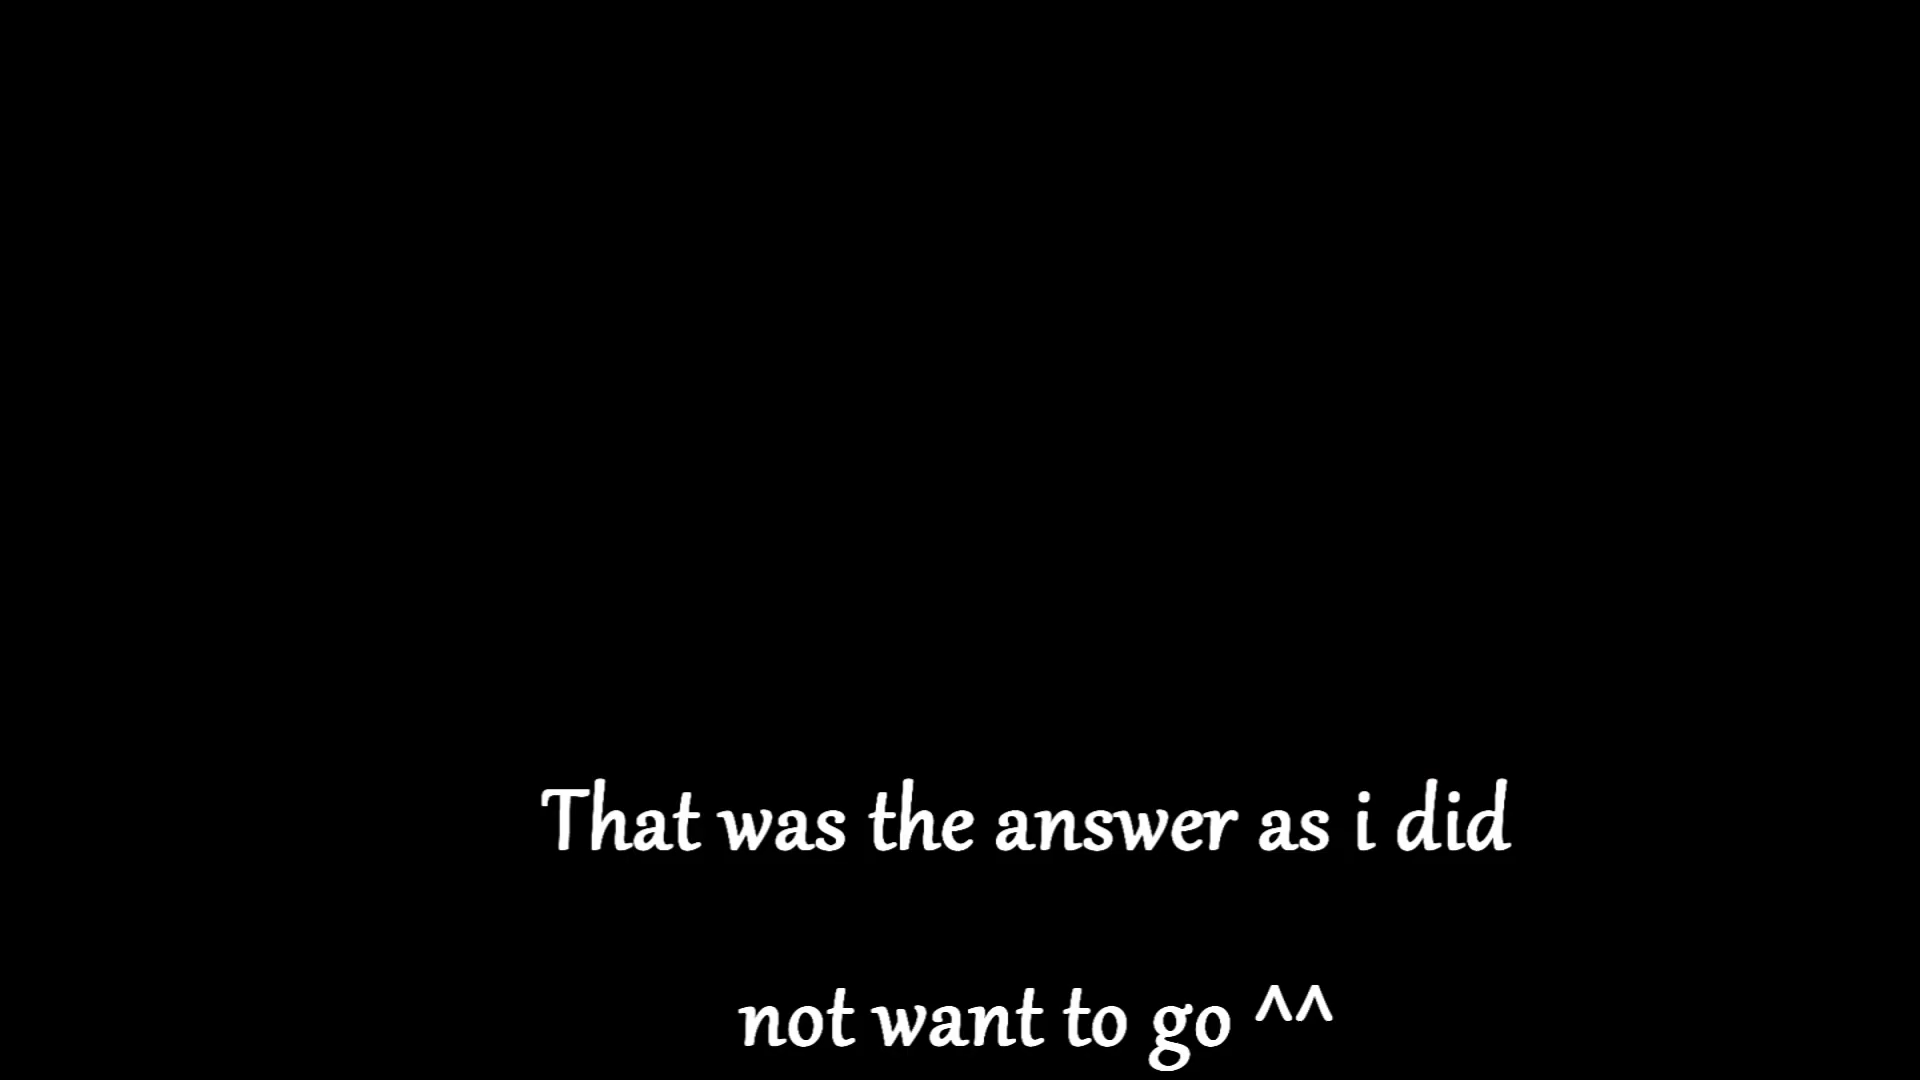 That was the answer as i did
not want to go ^^